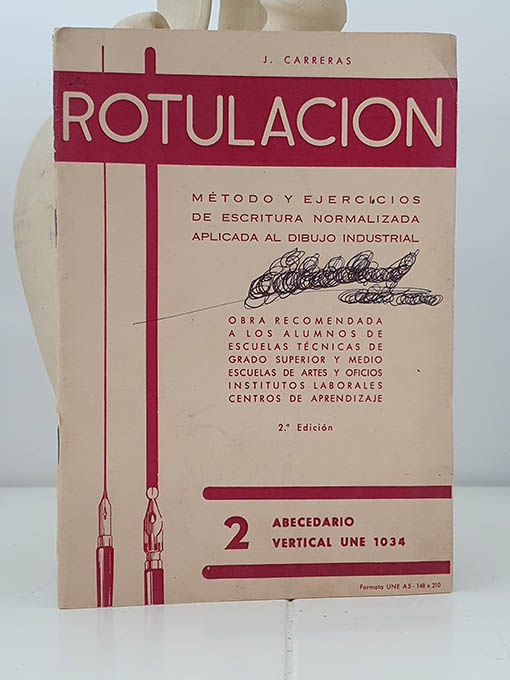 J. CARRERAS
ROTULACION
MÉTODO Y EJERCICIOS
DE ESCRITURA NORMALIZADA
APLICADA AL DIBUJO INDUSTRIAL
OBRA RECOMENDADA
A LOS ALUMNOS DE
ESCUELAS TÉCNICAS DE
GRADO SUPERIOR Y MEDIO
ESCUELAS DE ARTES Y OFICIOS
INSTITUTOS LABORALES
CENTROS DE APRENDIZAJE
2.ª Edición
2 ABECEDARIO
VERTICAL UNE 1034
Formato UNE A5 - 148 x 210